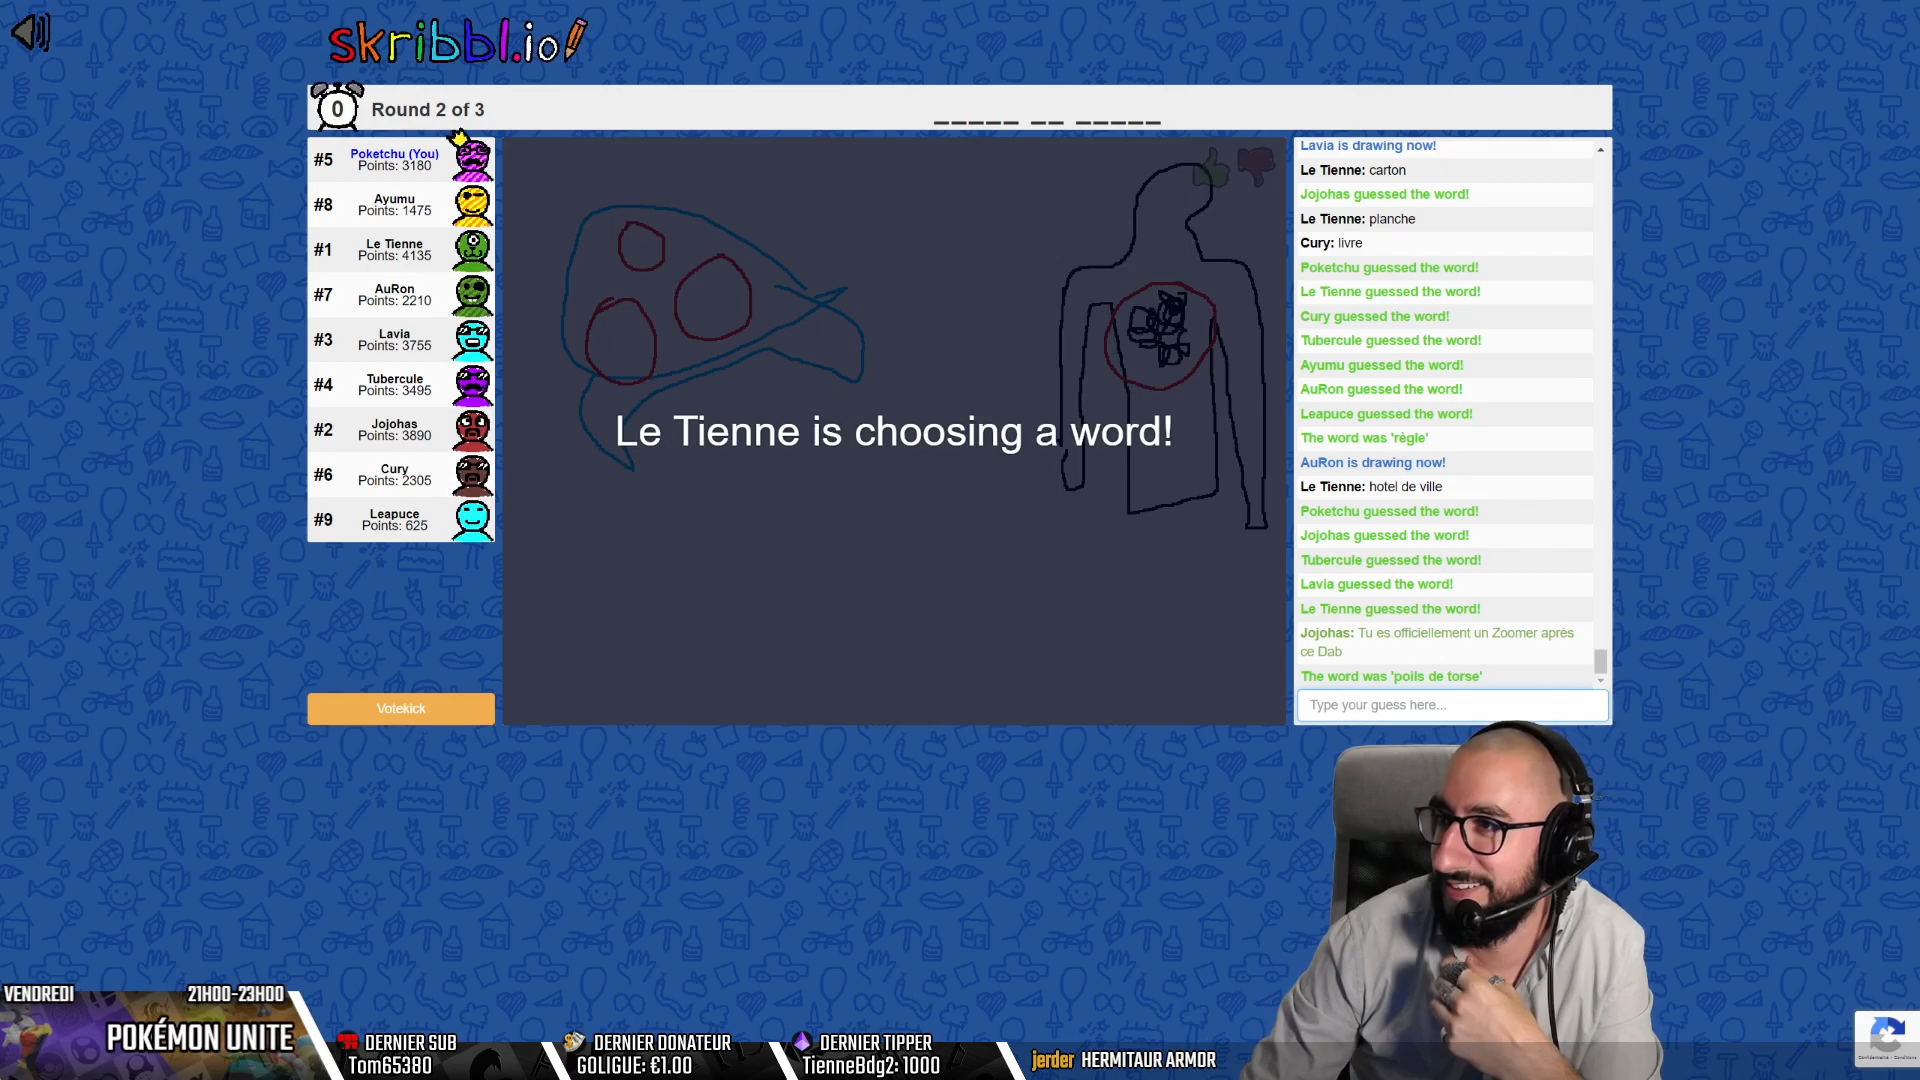 skribbl.io
0
Round 2 of 3
_____ __ _____
#5
Poketchu (You)
Points: 3180
#8
Ayumu
Points: 1475
#1
Le Tienne
Points: 4135
#7
AuRon
Points: 2210
#3
Lavia
Points: 3755
#4
Tubercule
Points: 3495
#2
Jojohas
Points: 3890
#6
Cury
Points: 2305
#9
Leapuce
Points: 625
Votekick
Le Tienne is choosing a word!
Lavia is drawing now!
Le Tienne: carton
Jojohas guessed the word!
Le Tienne: planche
Cury: livre
Poketchu guessed the word!
Le Tienne guessed the word!
Cury guessed the word!
Tubercule guessed the word!
Ayumu guessed the word!
AuRon guessed the word!
Leapuce guessed the word!
The word was 'règle'
AuRon is drawing now!
Le Tienne: hotel de ville
Poketchu guessed the word!
Jojohas guessed the word!
Tubercule guessed the word!
Lavia guessed the word!
Le Tienne guessed the word!
Jojohas: Tu es officiellement un Zoomer après
ce Dab
The word was 'poils de torse'
Type your guess here...
VENDREDI
21H00-23H00
POKÉMON UNITE
DERNIER SUB
Tom65380
DERNIER DONATEUR
GOLIGUE: €1.00
DERNIER TIPPER
TienneBdg2: 1000
jerder HERMITAUR ARMOR